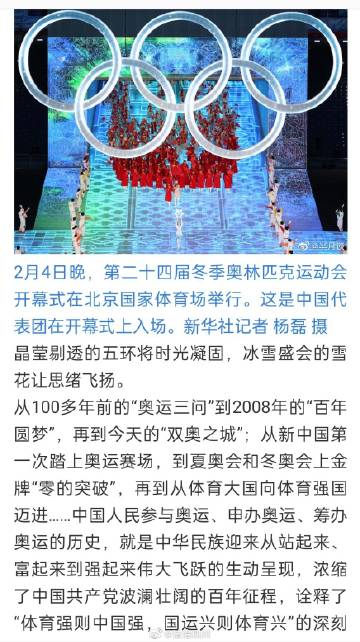 2月4日晚，第二十四届冬季奥林匹克运动会
开幕式在北京国家体育场举行。这是中国代
表团在开幕式上入场。新华社记者 杨磊 摄
晶莹剔透的五环将时光凝固，冰雪盛会的雪
花让思绪飞扬。
从100多年前的“奥运三问”到2008年的“百年
圆梦”，再到今天的“双奥之城”；从新中国第
一次踏上奥运赛场，到夏奥会和冬奥会上金
牌“零的突破”，再到从体育大国向体育强国
迈进……中国人民参与奥运、申办奥运、筹办
奥运的历史，就是中华民族迎来从站起来、
富起来到强起来伟大飞跃的生动呈现，浓缩
了中国共产党波澜壮阔的百年征程，诠释了
“体育强则中国强，国运兴则体育兴”的深刻